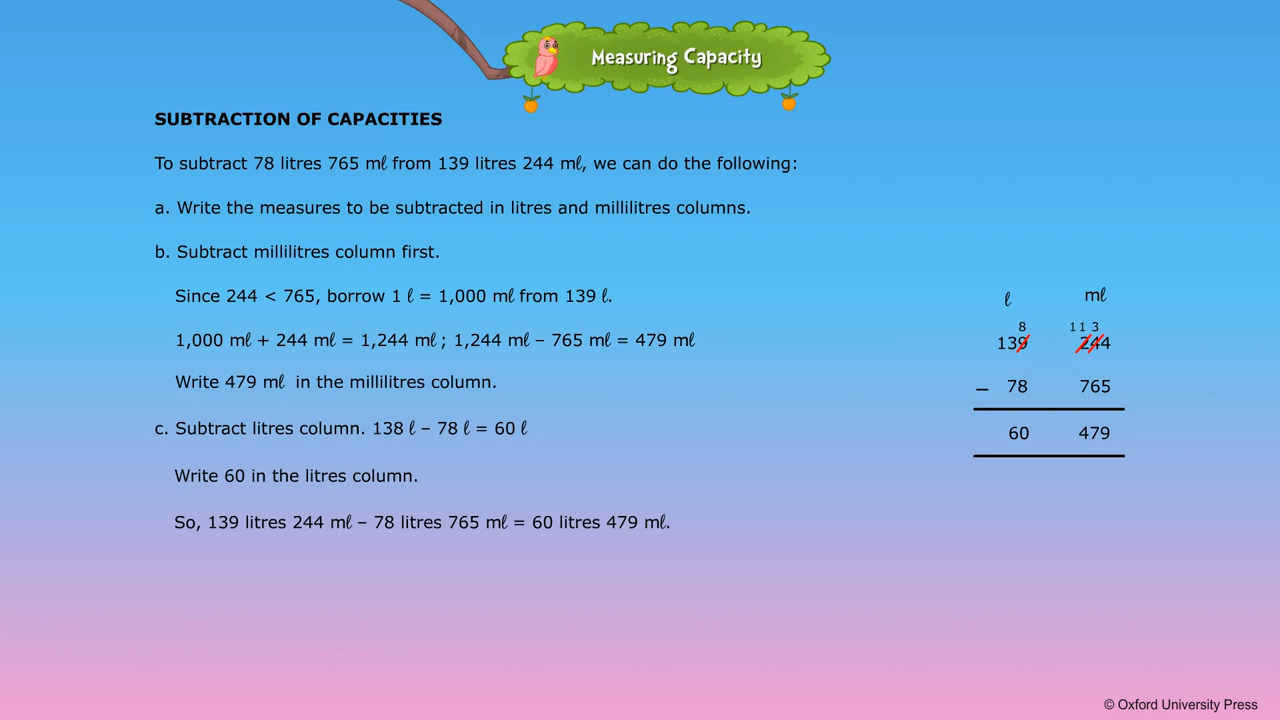 Measuring Capacity
SUBTRACTION OF CAPACITIES
To subtract 78 litres 765 mℓ from 139 litres 244 mℓ, we can do the following:
a. Write the measures to be subtracted in litres and millilitres columns.
b. Subtract millilitres column first.
Since 244 < 765, borrow 1 ℓ = 1,000 mℓ from 139 ℓ.
ℓ mℓ
8 11 3
1,000 mℓ + 244 mℓ = 1,244 mℓ ; 1,244 mℓ – 765 mℓ = 479 mℓ
139 244
Write 479 mℓ in the millilitres column.
– 78 765
c. Subtract litres column. 138 ℓ – 78 ℓ = 60 ℓ
60 479
Write 60 in the litres column.
So, 139 litres 244 mℓ – 78 litres 765 mℓ = 60 litres 479 mℓ.
© Oxford University Press